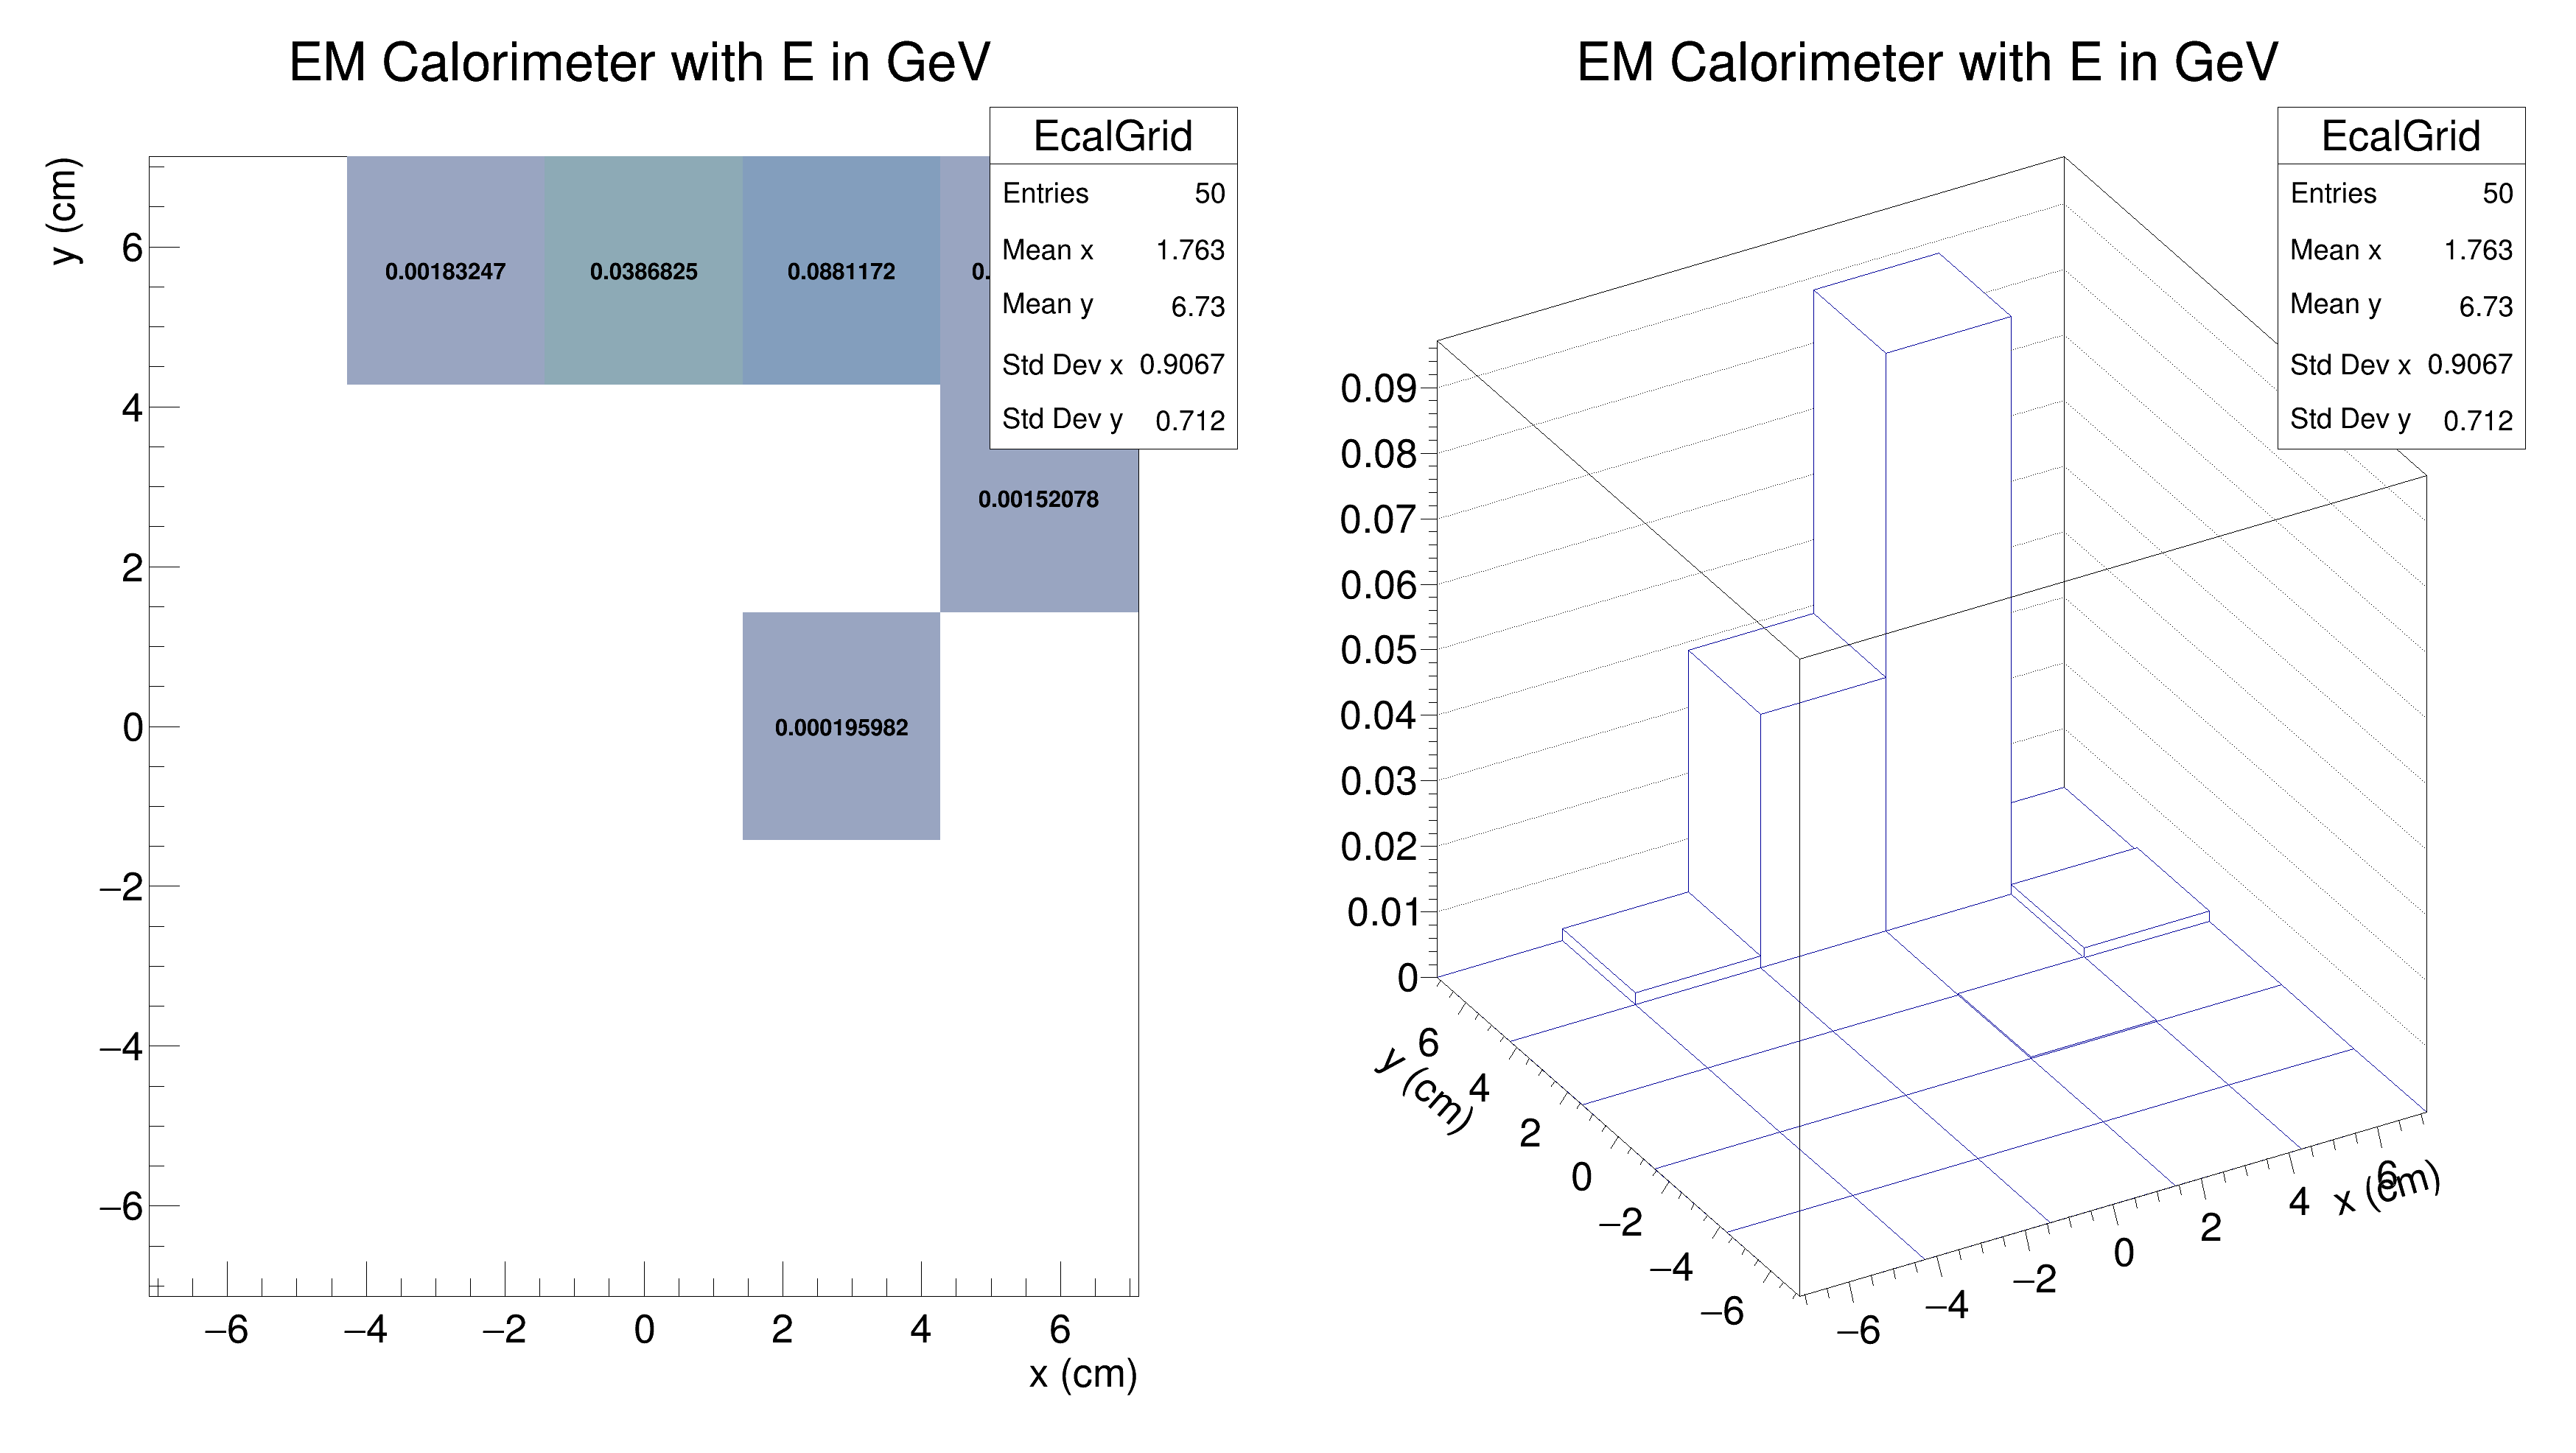 EM Calorimeter with E in GeV
EcalGrid
Entries 50
Mean x 1.763
Mean y 6.73
Std Dev x 0.9067
Std Dev y 0.712
y (cm)
0.00183247 0.0386825 0.0881172 0.
0.00152078
0.000195982
6
4
2
0
−2
−4
−6
−6 −4 −2 0 2 4 6
x (cm)
EM Calorimeter with E in GeV
EcalGrid
Entries 50
Mean x 1.763
Mean y 6.73
Std Dev x 0.9067
Std Dev y 0.712
0.09
0.08
0.07
0.06
0.05
0.04
0.03
0.02
0.01
0
y (cm)
6
4
2
0
−2
−4
−6
−6 −4 −2 0 2 4 6
x (cm)